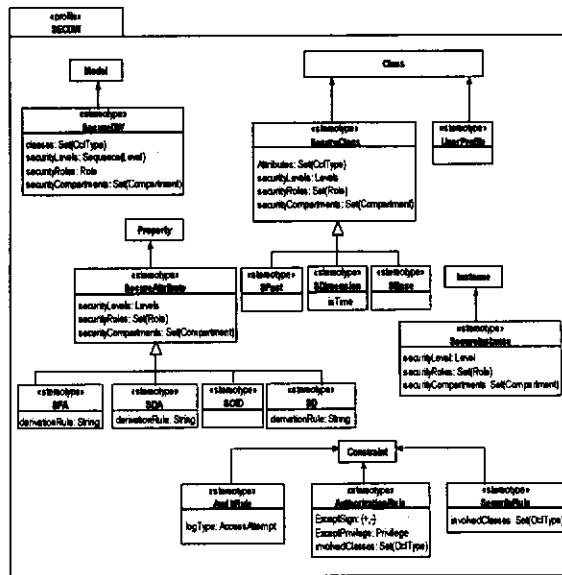 «profile»
SECDW
Model
«stereotype»
SecureDW
classes: Set(OclType)
securityLevels: Sequence(Level)
securityRoles: Role
securityCompartments: Set(Compartment)
Class
«stereotype»
SecureClass
Attributes: Set(OclType)
securityLevels: Levels
securityRoles: Set(Role)
securityCompartments: Set(Compartment)
«stereotype»
UserProfile
Property
«stereotype»
SecureAttribute
securityLevels: Levels
securityRoles: Set(Role)
securityCompartments: Set(Compartment)
«stereotype»
SFact
«stereotype»
SDimension
isTime
«stereotype»
SBase
Instance
«stereotype»
SecureInstance
securityLevel: Level
securityRoles: Set(Role)
securityCompartments: Set(Compartment)
«stereotype»
SFA
derivationRule: String
«stereotype»
SDA
derivationRule: String
«stereotype»
SOID
«stereotype»
SD
derivationRule: String
Constraint
«stereotype»
AuditRule
logType: AccessAttempt
«stereotype»
AuthorizationRule
ExceptSign: {+,-}
ExceptPrivilege: Privilege
involvedClasses: Set(OclType)
«stereotype»
SecurityRule
involvedClasses: Set(OclType)